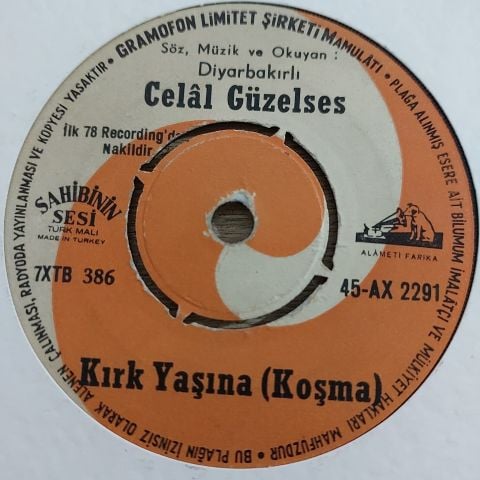 GRAMOFON LİMİTET ŞİRKETİ MAMULATI • PLAĞA ALINMIŞ ESERE AİT BİLUMUM İMALATÇI VE MÜLKİYET HAKLARI MAHFUZDUR • BU PLAĞIN İZİNSİZ OLARAK ALENEN ÇALINMASI, RADYODA YAYINLANMASI VE KOPYESİ YASAKTIR •
Söz, Müzik ve Okuyan :
Diyarbakırlı
Celâl Güzelses
İlk 78 Recording'den
Nakildir
SAHİBİNİN
SESİ
TÜRK MALI
MADE IN TURKEY
ALÂMETİ FARİKA
7XTB 386
45-AX 2291
Kırk Yaşına (Koşma)